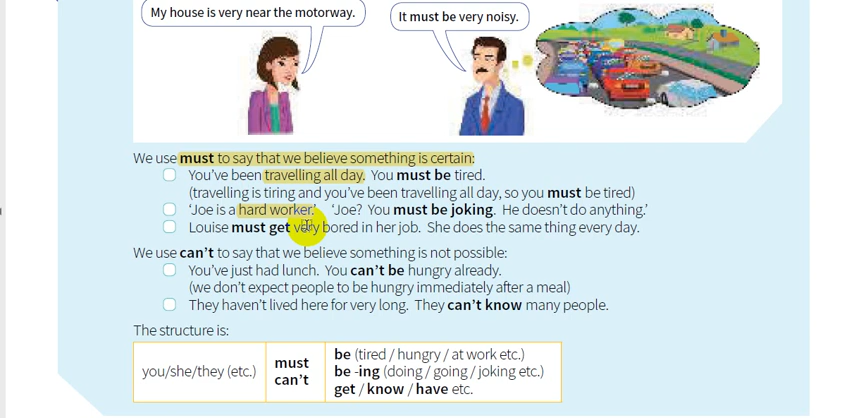 My house is very near the motorway.
It must be very noisy.
We use must to say that we believe something is certain:
You've been travelling all day. You must be tired.
(travelling is tiring and you've been travelling all day, so you must be tired)
'Joe is a hard worker.' 'Joe? You must be joking. He doesn't do anything.'
Louise must get very bored in her job. She does the same thing every day.
We use can't to say that we believe something is not possible:
You've just had lunch. You can't be hungry already.
(we don't expect people to be hungry immediately after a meal)
They haven't lived here for very long. They can't know many people.
The structure is:
you/she/they (etc.)
must
can't
be (tired / hungry / at work etc.)
be -ing (doing / going / joking etc.)
get / know / have etc.